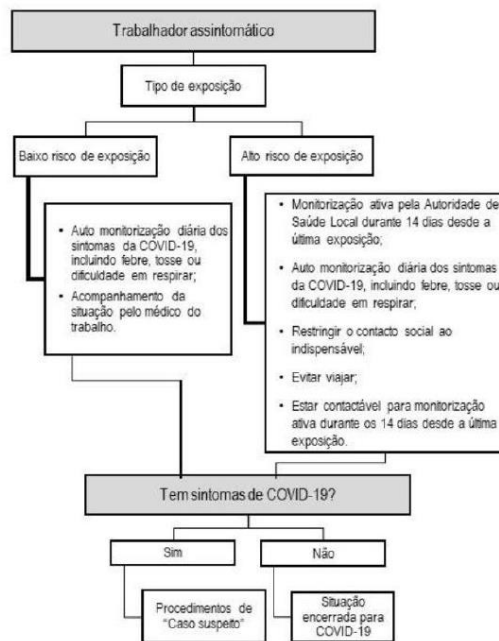 Trabalhador assintomático
Tipo de exposição
Baixo risco de exposição
Alto risco de exposição
• Auto monitorização diária dos
sintomas da COVID-19,
incluindo febre, tosse ou
dificuldade em respirar;
• Acompanhamento da
situação pelo médico do
trabalho.
• Monitorização ativa pela Autoridade de
Saúde Local durante 14 dias desde a
última exposição;
• Auto monitorização diária dos sintomas
da COVID-19, incluindo febre, tosse ou
dificuldade em respirar;
• Restringir o contacto social ao
indispensável;
• Evitar viajar;
• Estar contactável para monitorização
ativa durante os 14 dias desde a última
exposição.
Tem sintomas de COVID-19?
Sim
Não
Procedimentos de
"Caso suspeito"
Situação
encerrada para
COVID-19